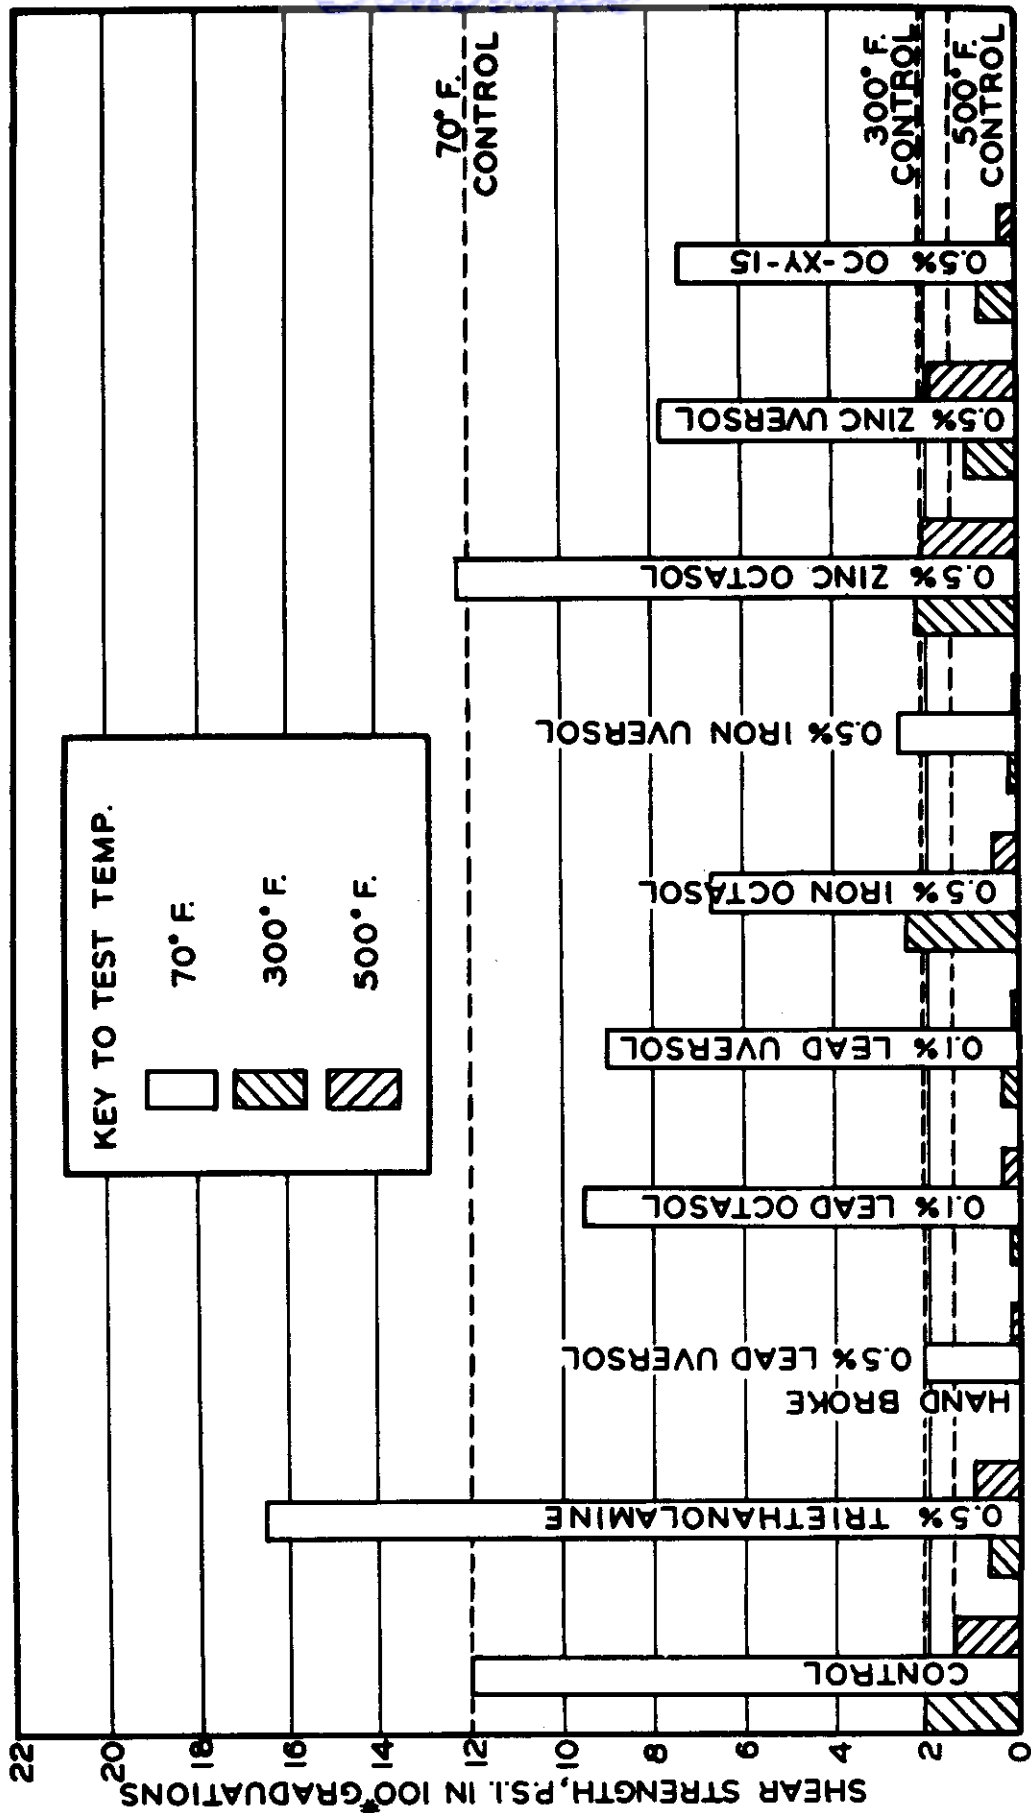 22
20
18
16
14
12
10
8
6
4
2
0
SHEAR STRENGTH, P.S.I. IN 100# GRADUATIONS
KEY TO TEST TEMP.
70° F.
300° F.
500° F.
70° F.
CONTROL
300° F.
CONTROL
500° F.
CONTROL
CONTROL
0.5% TRIETHANOLAMINE
HAND BROKE
0.5% LEAD UVERSOL
0.1% LEAD OCTASOL
0.1% LEAD UVERSOL
0.5% IRON OCTASOL
0.5% IRON UVERSOL
0.5% ZINC OCTASOL
0.5% ZINC UVERSOL
0.5% OC-XY-15